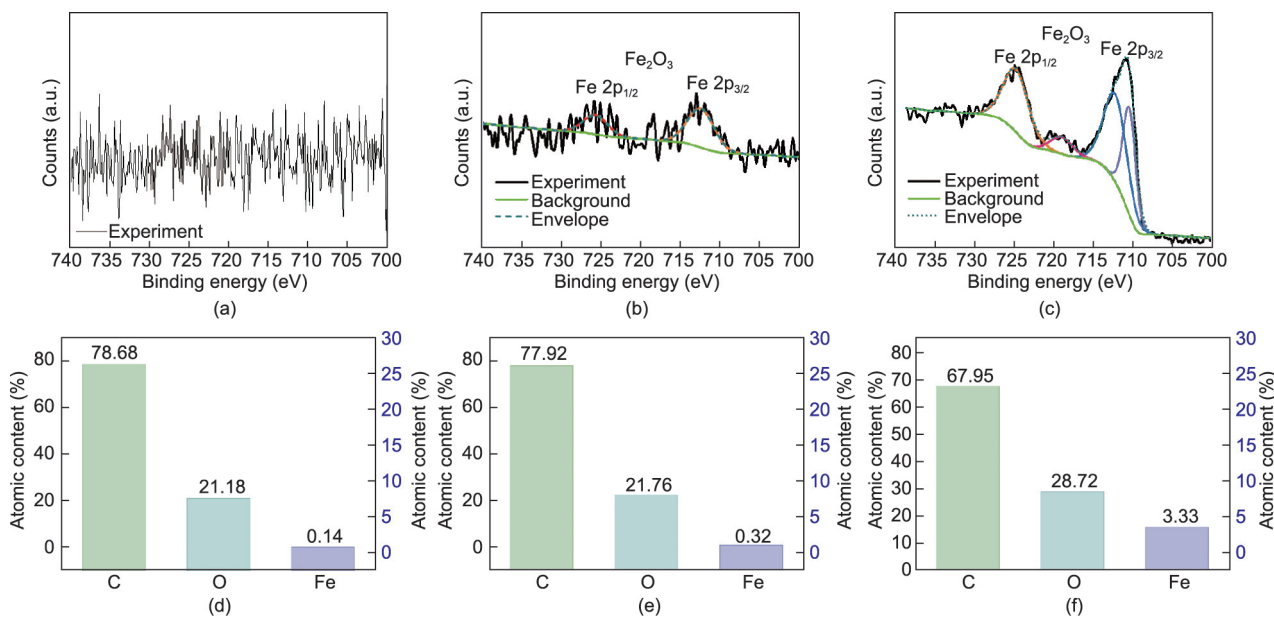 (a)
Counts (a.u.)
Experiment
740 735 730 725 720 715 710 705 700
Binding energy (eV)
(a)
Fe2O3
Fe 2p1/2
Fe 2p3/2
Counts (a.u.)
Experiment
Background
Envelope
740 735 730 725 720 715 710 705 700
Binding energy (eV)
(b)
Fe2O3
Fe 2p1/2
Fe 2p3/2
Counts (a.u.)
Experiment
Background
Envelope
740 735 730 725 720 715 710 705 700
Binding energy (eV)
(c)
Atomic content (%)
80
60
40
20
0
78.68
21.18
0.14
30
25
20
15
10
5
0
Atomic content (%)
C O Fe
(d)
Atomic content (%)
80
60
40
20
0
77.92
21.76
0.32
30
25
20
15
10
5
0
Atomic content (%)
C O Fe
(e)
Atomic content (%)
80
70
60
50
40
30
20
10
0
67.95
28.72
3.33
30
25
20
15
10
5
0
Atomic content (%)
C O Fe
(f)